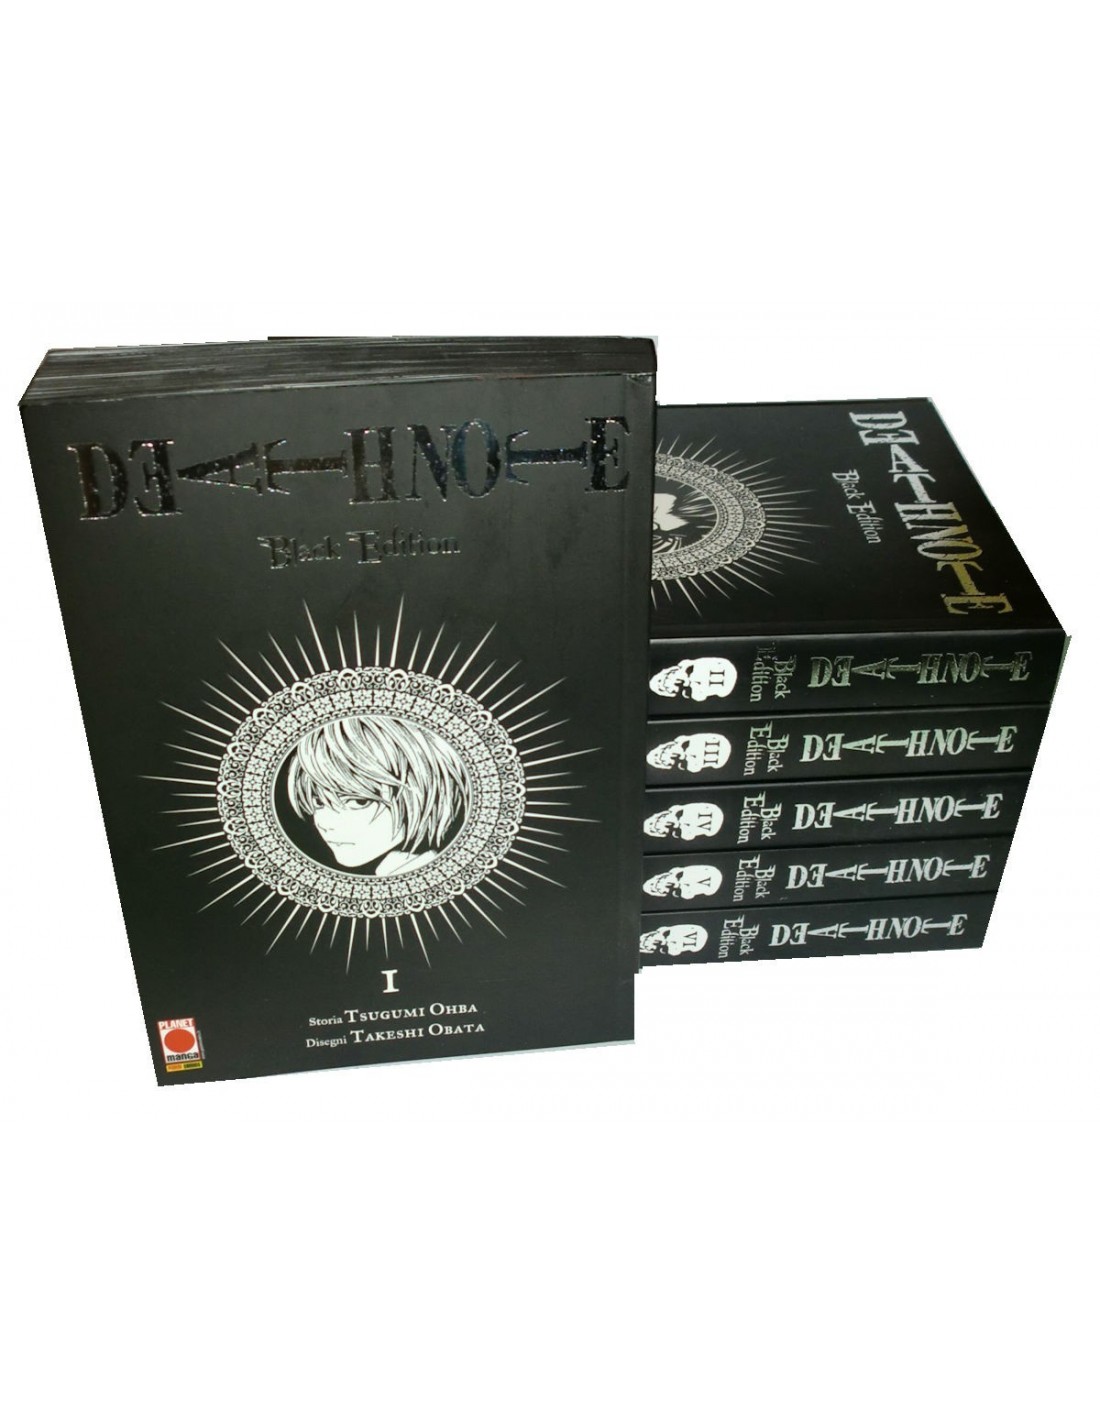 DEATH NOTE
Black Edition
I
Storia TSUGUMI OHBA
Disegni TAKESHI OBATA
PLANET
manga
DEATH NOTE
Black Edition
II
Black Edition
DEATH NOTE
III
Black Edition
DEATH NOTE
IV
Black Edition
DEATH NOTE
V
Black Edition
DEATH NOTE
VI
Black Edition
DEATH NOTE